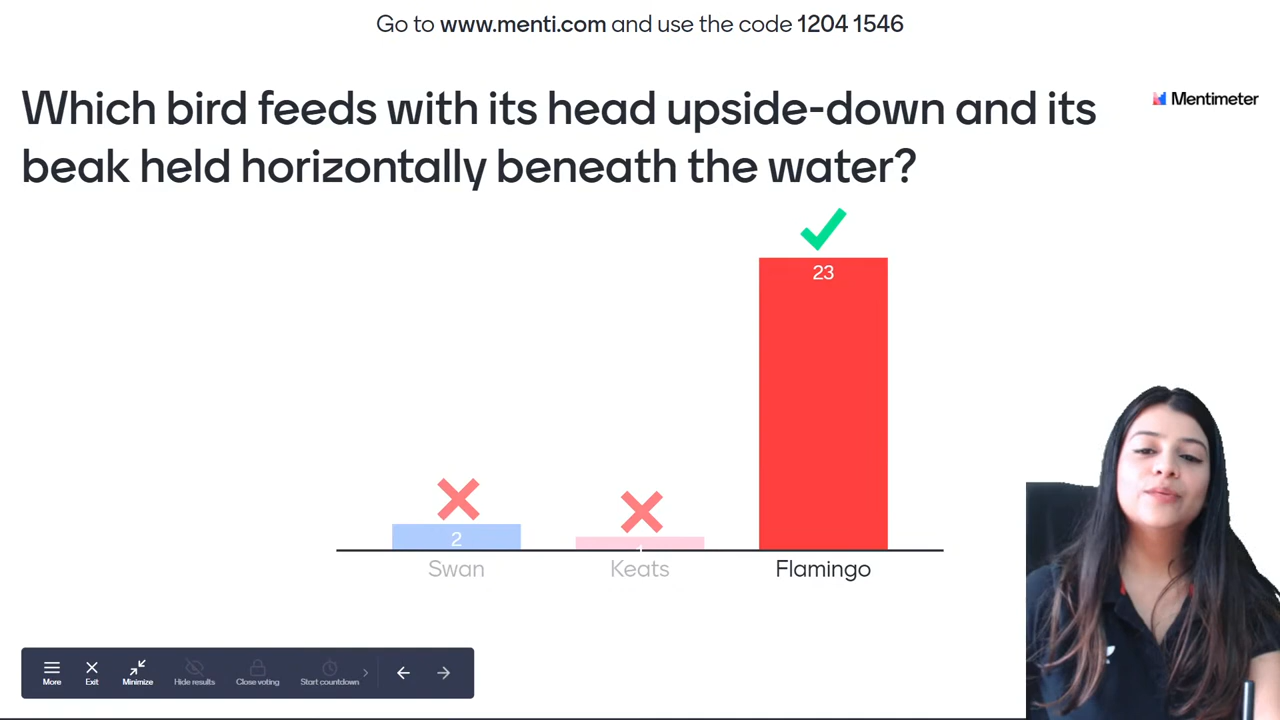 Go to www.menti.com and use the code 1204 1546
Which bird feeds with its head upside-down and its
beak held horizontally beneath the water?
Mentimeter
23
2
Swan
Keats
Flamingo
More
Exit
Minimize
Hide results
Close voting
Start countdown